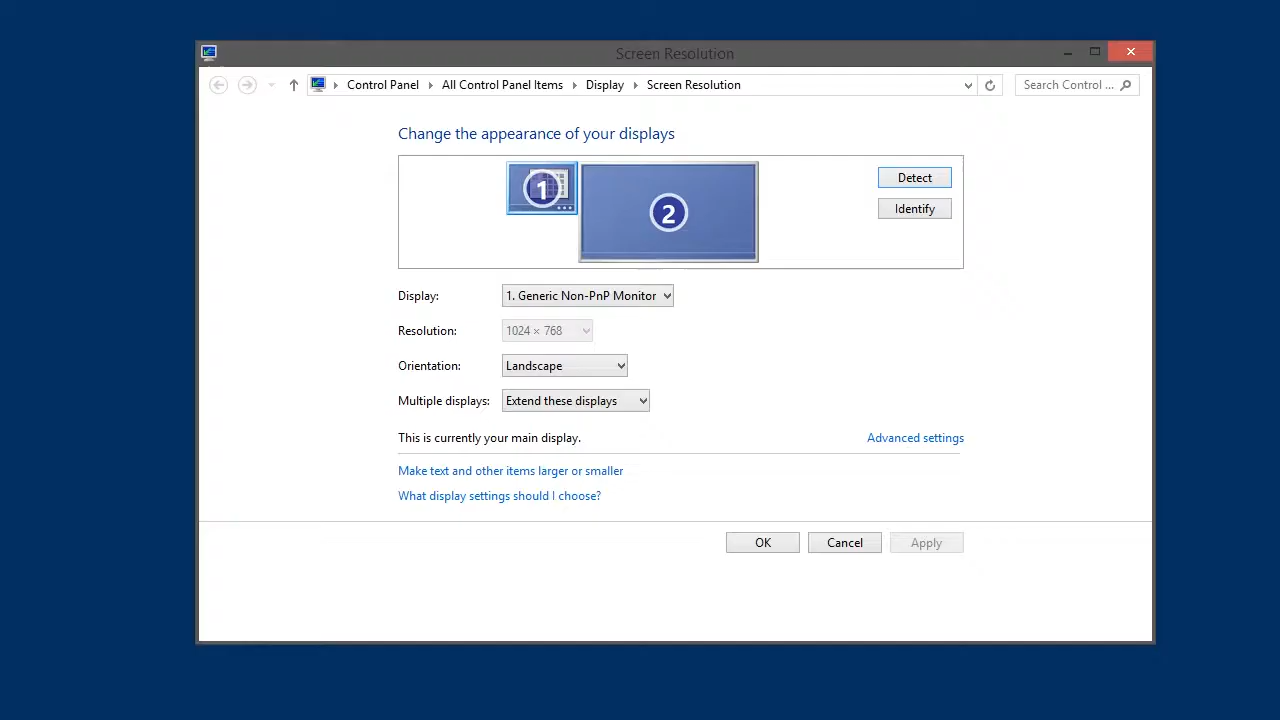 Screen Resolution
Control Panel All Control Panel Items Display Screen Resolution Search Control ...
Change the appearance of your displays
1 2
Detect
Identify
Display: 1. Generic Non-PnP Monitor
Resolution: 1024 × 768
Orientation: Landscape
Multiple displays: Extend these displays
This is currently your main display. Advanced settings
Make text and other items larger or smaller
What display settings should I choose?
OK Cancel Apply